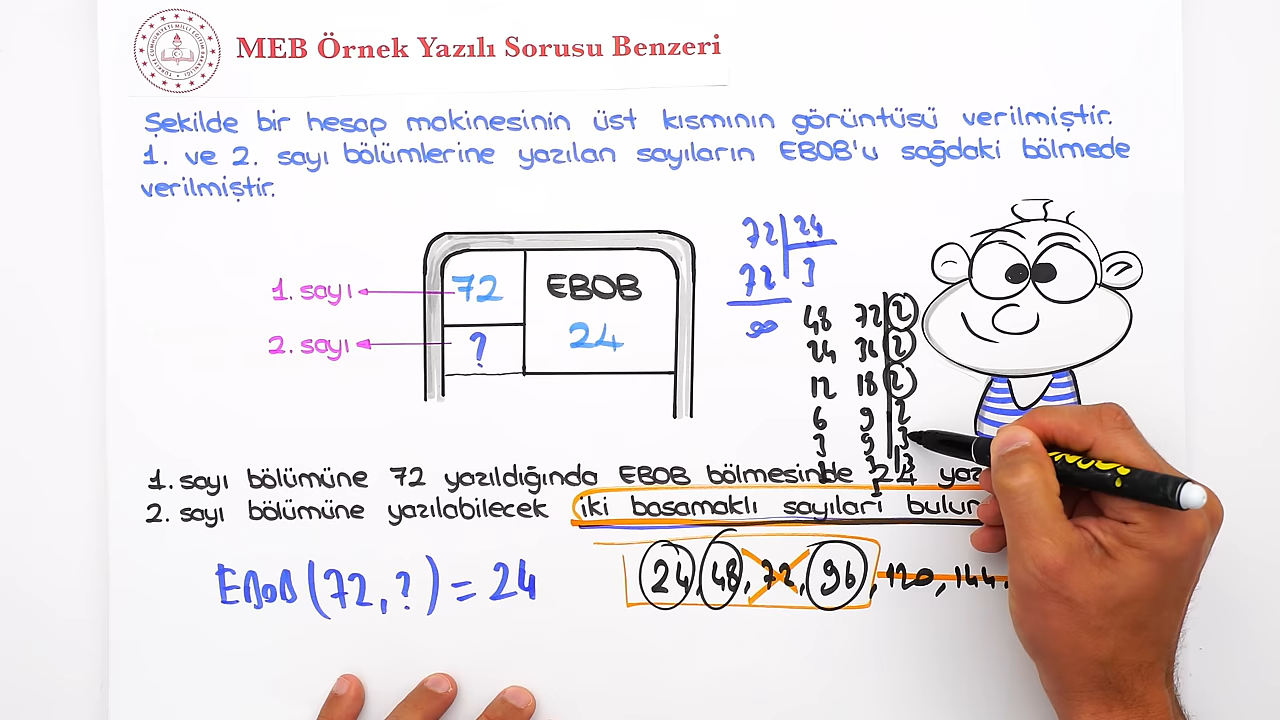 MEB Örnek Yazılı Sorusu Benzeri
Şekilde bir hesap makinesinin üst kısmının görüntüsü verilmiştir.
1. ve 2. sayı bölümlerine yazılan sayıların EBOB'u sağdaki bölmede
verilmiştir.
1. sayı
72
EBOB
2. sayı
?
24
72 24
72 3
48 72 2
24 36 2
12 18 2
6 9 2
3 9 3
1. sayı bölümüne 72 yazıldığında EBOB bölmesinde 24
2. sayı bölümüne yazılabilecek iki basamaklı sayıları
EBOB (72, ?) = 24
24, 48, 72, 96, 120, 144